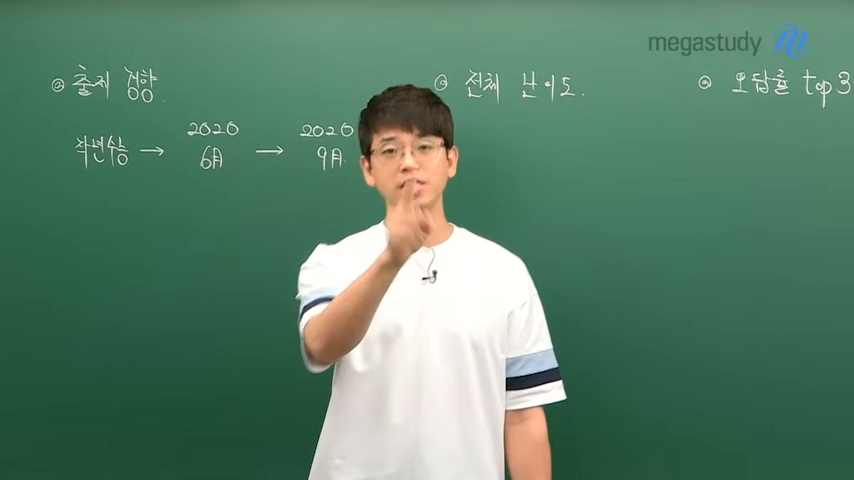 megastudy
◎ 출제 경향
◎ 전체 난이도.
◎ 오답률 top3
작년수능 → 2020 6月 → 2020 9月